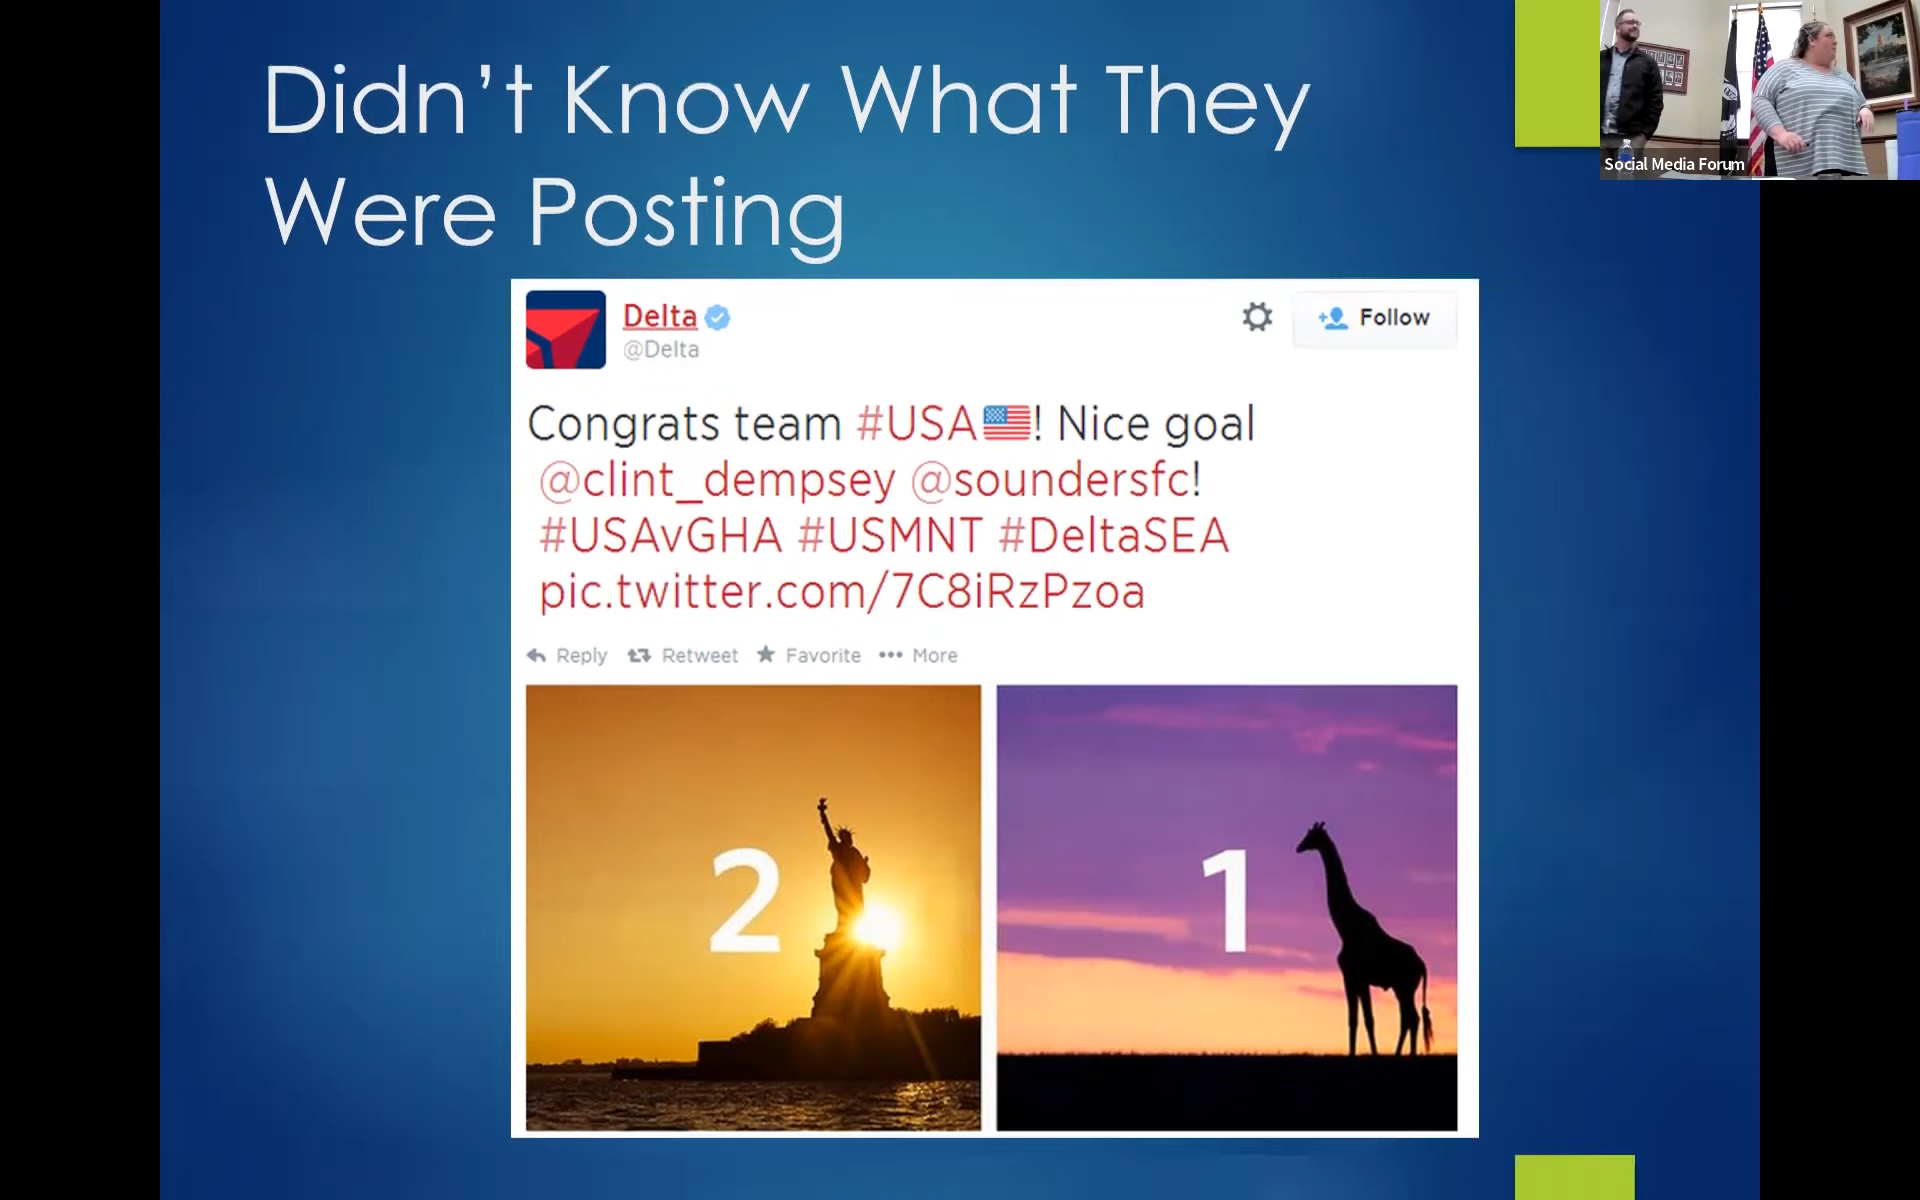 Didn't Know What They
Were Posting
Social Media Forum
Delta
@Delta
Follow
Congrats team #USA🇺🇸! Nice goal
@clint_dempsey @soundersfc!
#USAvGHA #USMNT #DeltaSEA
pic.twitter.com/7C8iRzPzoa
Reply Retweet Favorite ••• More
2 1